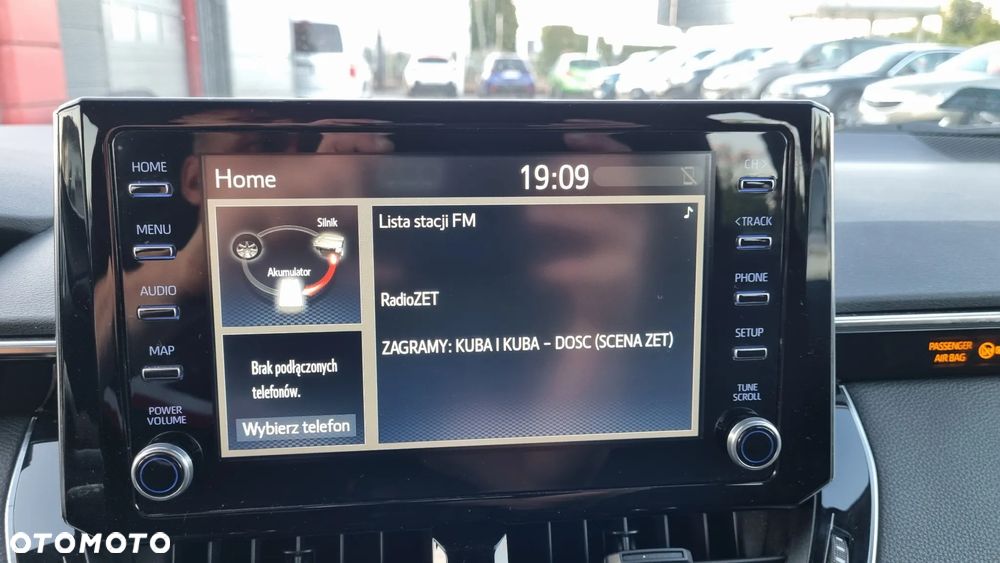 HOME
MENU
AUDIO
MAP
POWER
VOLUME
Home
19:09
Silnik
Akumulator
Brak podłączonych
telefonów.
Wybierz telefon
Lista stacji FM
RadioZET
ZAGRAMY: KUBA I KUBA - DOSC (SCENA ZET)
CH>
<TRACK
PHONE
SETUP
TUNE
SCROLL
PASSENGER
AIR BAG
OTOMOTO